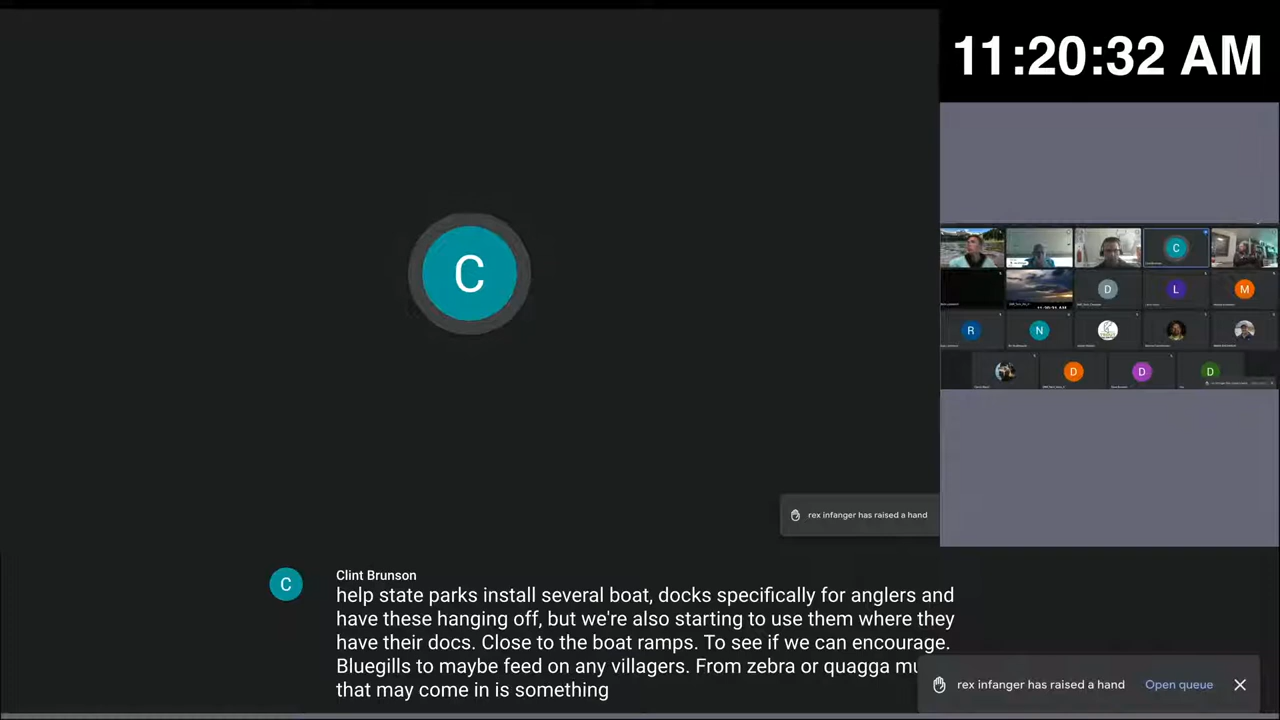 11:20:32 AM
C
C
D
L
M
R
N
D
D
D
rex infanger has raised a hand
C
Clint Brunson
help state parks install several boat, docks specifically for anglers and
have these hanging off, but we're also starting to use them where they
have their docs. Close to the boat ramps. To see if we can encourage.
Bluegills to maybe feed on any villagers. From zebra or quagga mu
that may come in is something
rex infanger has raised a hand Open queue